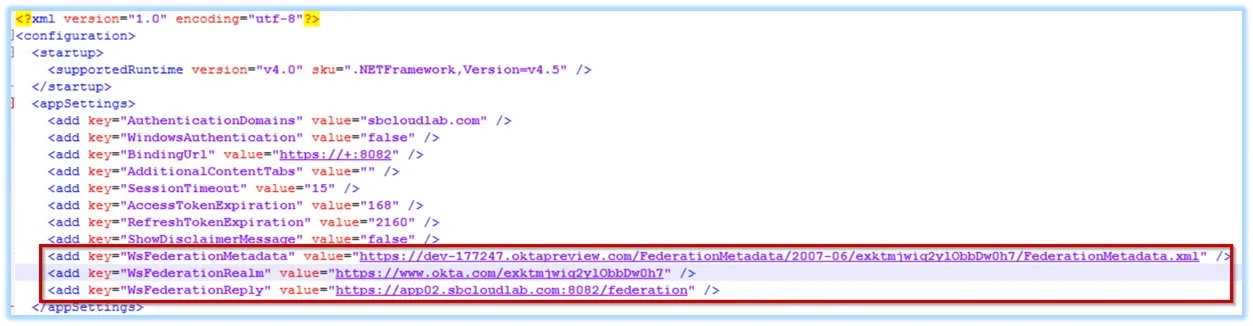 <?xml version="1.0" encoding="utf-8"?>
<configuration>
<startup>
<supportedRuntime version="v4.0" sku=".NETFramework,Version=v4.5" />
</startup>
<appSettings>
<add key="AuthenticationDomains" value="sbcloudlab.com" />
<add key="WindowsAuthentication" value="false" />
<add key="BindingUrl" value="https://+:8082" />
<add key="AdditionalContentTabs" value="" />
<add key="SessionTimeout" value="15" />
<add key="AccessTokenExpiration" value="168" />
<add key="RefreshTokenExpiration" value="2160" />
<add key="ShowDisclaimerMessage" value="false" />
<add key="WsFederationMetadata" value="https://dev-177247.oktapreview.com/FederationMetadata/2007-06/exktmjwiq2ylObbDw0h7/FederationMetadata.xml" />
<add key="WsFederationRealm" value="https://www.okta.com/exktmjwiq2ylObbDw0h7" />
<add key="WsFederationReply" value="https://app02.sbcloudlab.com:8082/federation" />
</appSettings>